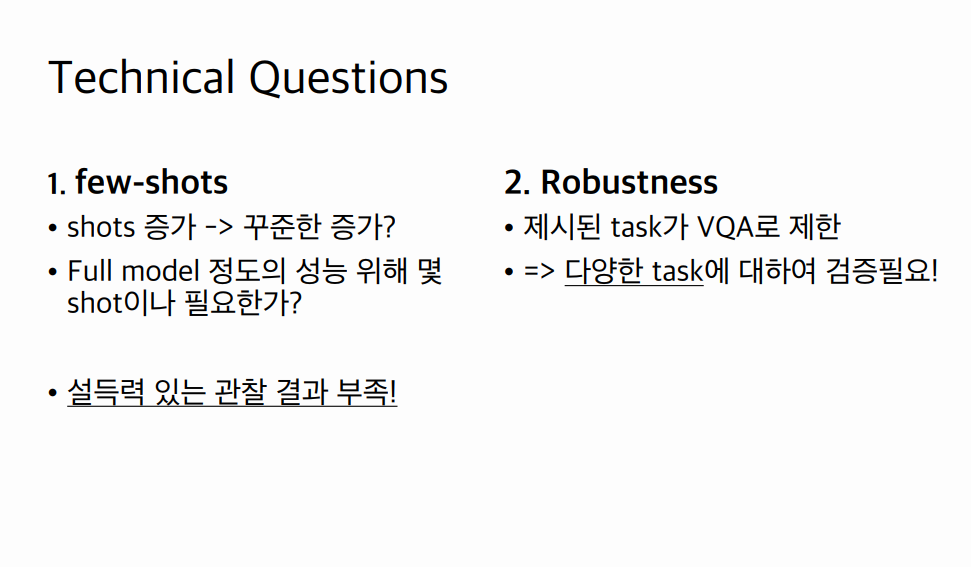 Technical Questions
1. few-shots
• shots 증가 -> 꾸준한 증가?
• Full model 정도의 성능 위해 몇
shot이나 필요한가?
• 설득력 있는 관찰 결과 부족!
2. Robustness
• 제시된 task가 VQA로 제한
• => 다양한 task에 대하여 검증필요!